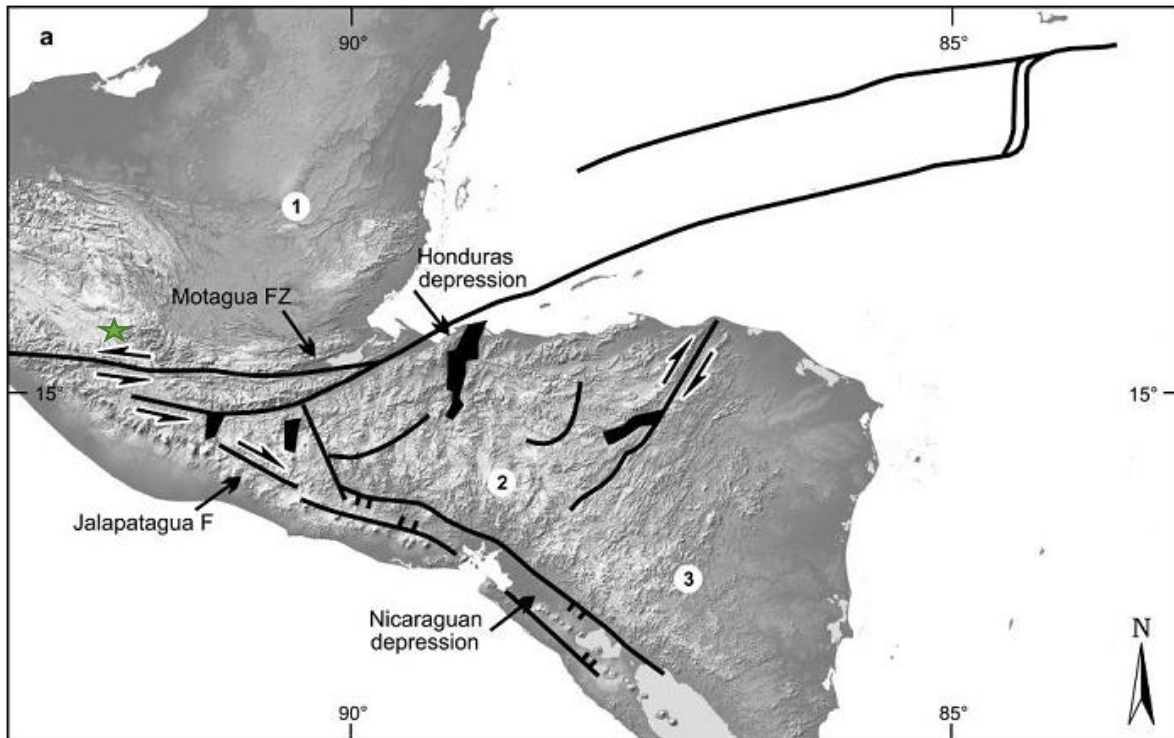 a
90°
85°
1
Honduras
depression
Motagua FZ
15°
15°
2
Jalapatagua F
3
Nicaraguan
depression
N
90°
85°